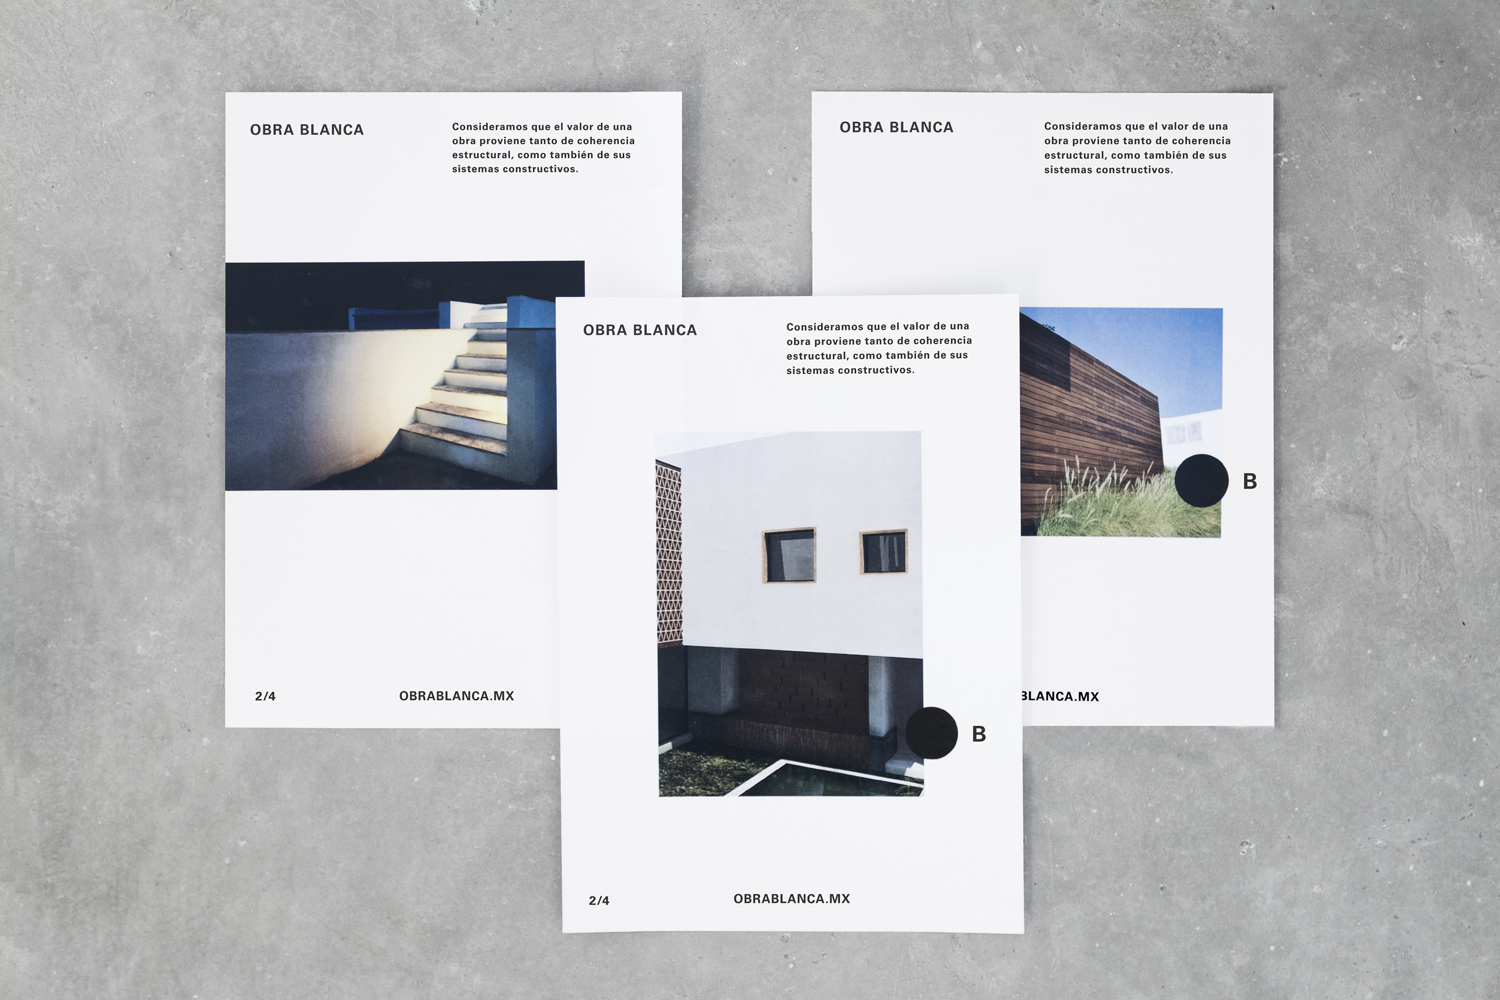 OBRA BLANCA
Consideramos que el valor de una
obra proviene tanto de coherencia
estructural, como también de sus
sistemas constructivos.
2/4
OBRABLANCA.MX
OBRA BLANCA
Consideramos que el valor de una
obra proviene tanto de coherencia
estructural, como también de sus
sistemas constructivos.
B
2/4
OBRABLANCA.MX
OBRA BLANCA
Consideramos que el valor de una
obra proviene tanto de coherencia
estructural, como también de sus
sistemas constructivos.
B
BLANCA.MX